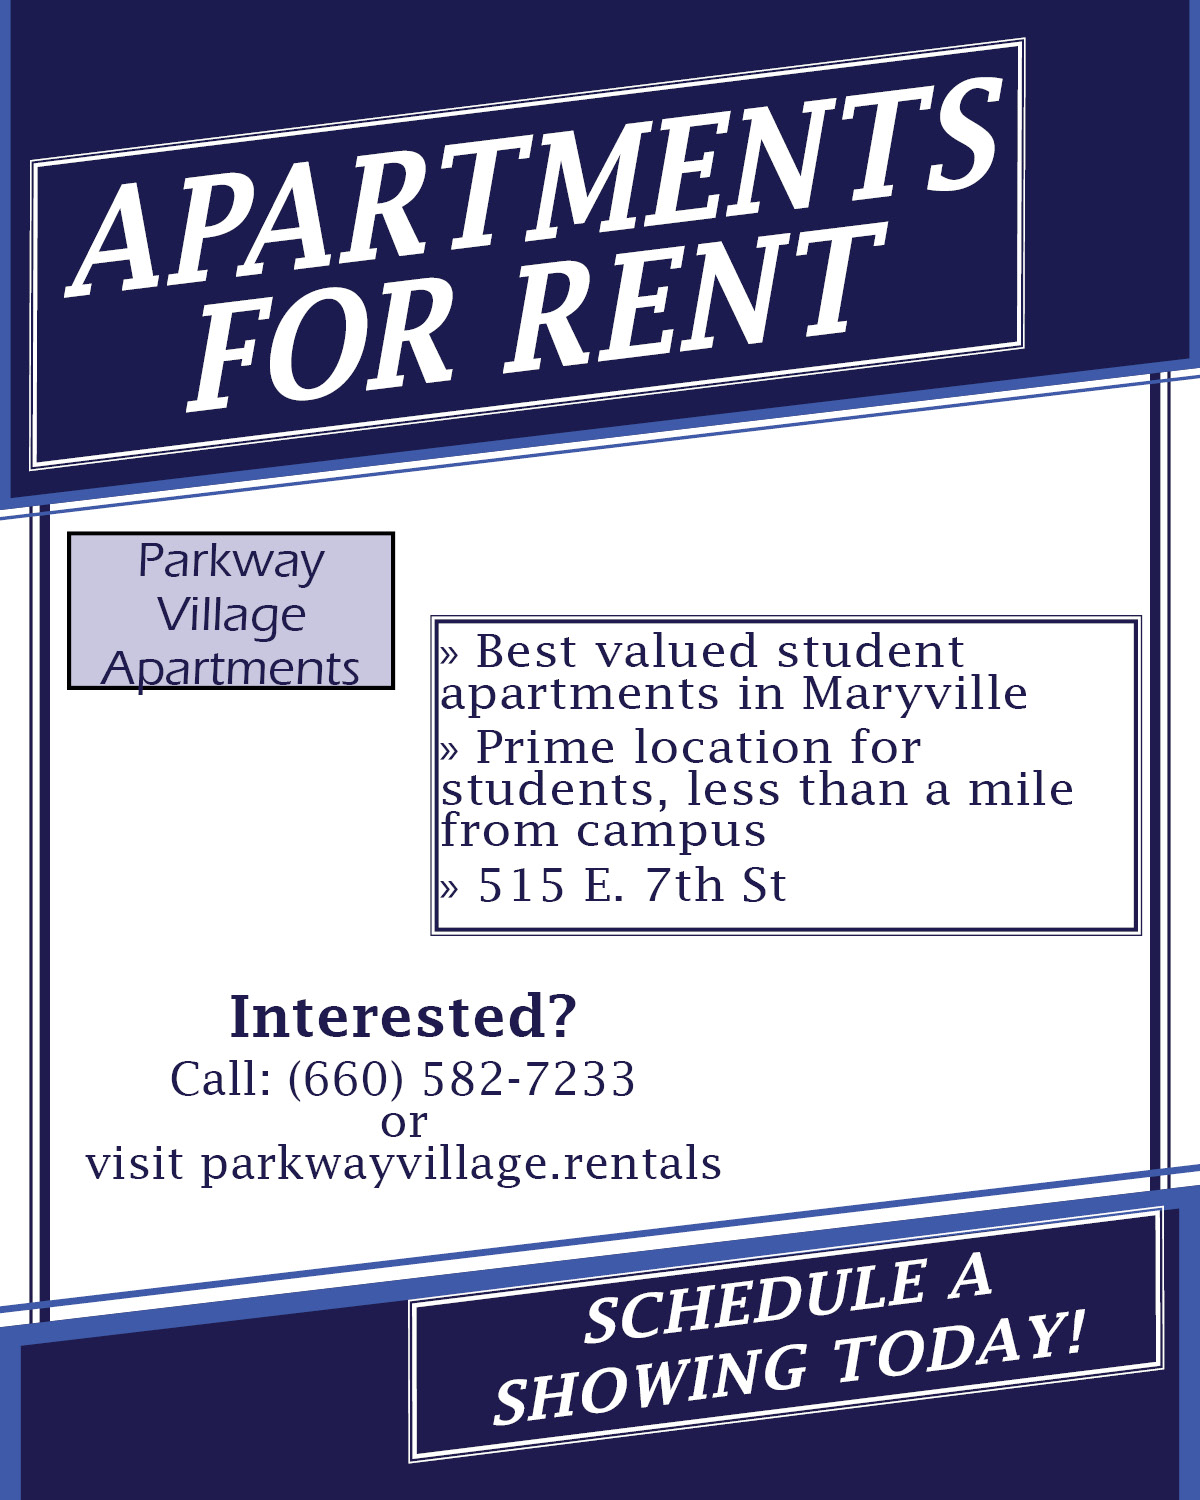 APARTMENTS
FOR RENT
Parkway
Village
Apartments
» Best valued student
apartments in Maryville
» Prime location for
students, less than a mile
from campus
» 515 E. 7th St
Interested?
Call: (660) 582-7233
or
visit parkwayvillage.rentals
SCHEDULE A
SHOWING TODAY!